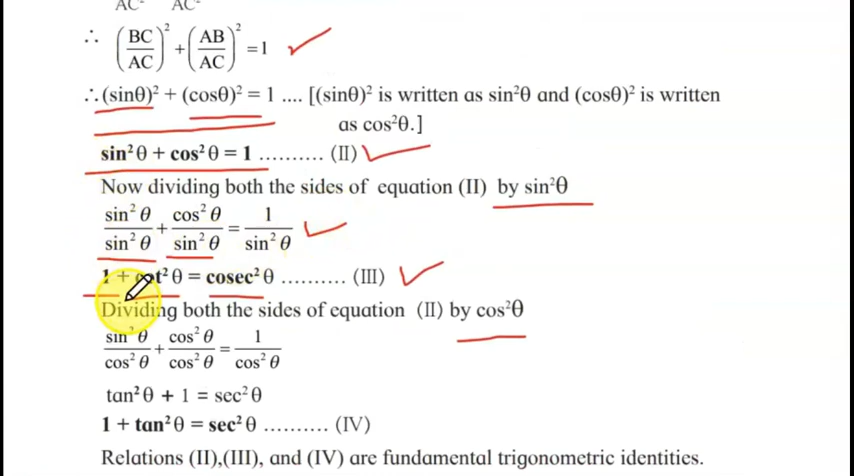 AC² AC²
∴ (BC/AC)² + (AB/AC)² = 1
∴ (sinθ)² + (cosθ)² = 1 .... [(sinθ)² is written as sin²θ and (cosθ)² is written
as cos²θ.]
sin²θ + cos²θ = 1 .......... (II)
Now dividing both the sides of equation (II) by sin²θ
sin²θ/sin²θ + cos²θ/sin²θ = 1/sin²θ
1 + cot²θ = cosec²θ .......... (III)
Dividing both the sides of equation (II) by cos²θ
sin²θ/cos²θ + cos²θ/cos²θ = 1/cos²θ
tan²θ + 1 = sec²θ
1 + tan²θ = sec²θ .......... (IV)
Relations (II),(III), and (IV) are fundamental trigonometric identities.